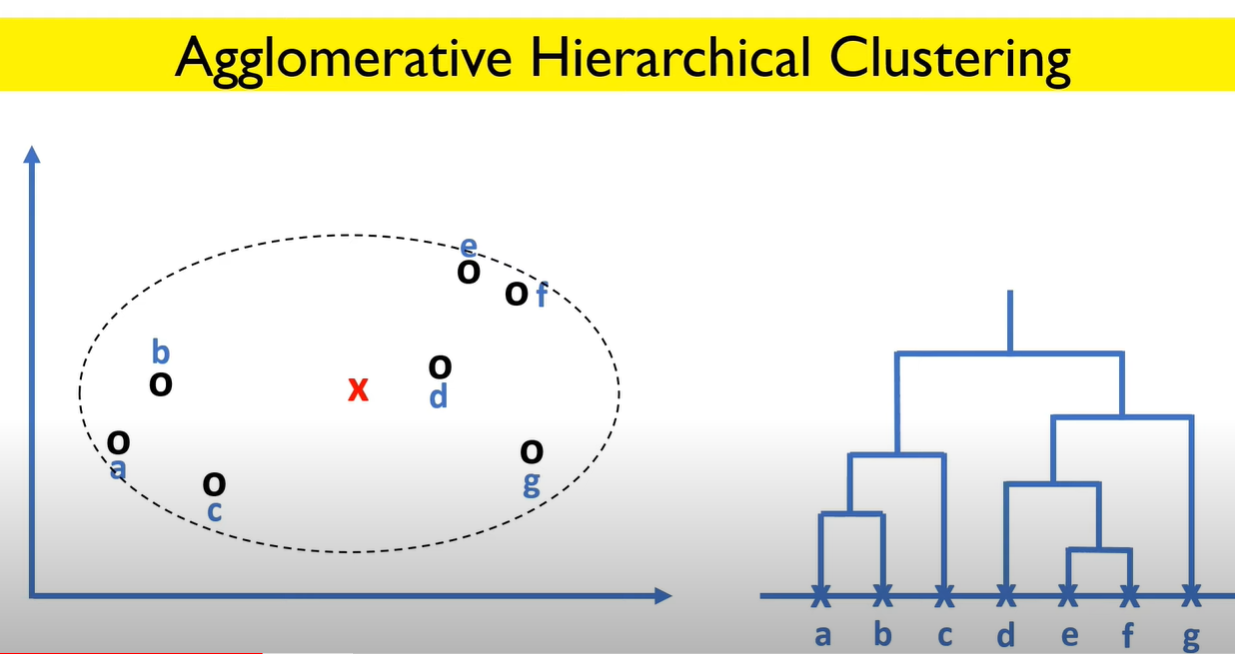 Agglomerative Hierarchical Clustering
e
o
o f
b
o
o
d
x
o
a
o
c
o
g
a b c d e f g